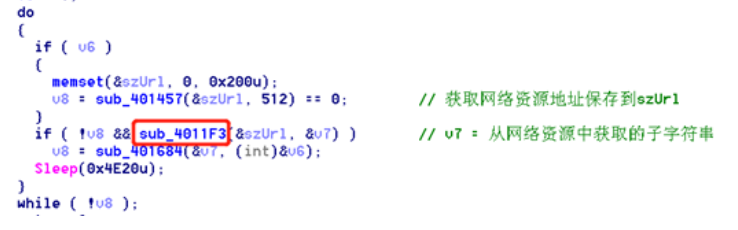 do
{
if ( v6 )
{
memset(&szUrl, 0, 0x200u);
v8 = sub_401457(&szUrl, 512) == 0; // 获取网络资源地址保存到szUrl
}
if ( !v8 && sub_4011F3(&szUrl, &v7) ) // v7 = 从网络资源中获取的子字符串
v8 = sub_401684(&v7, (int)&v6);
Sleep(0x4E20u);
}
while ( !v8 );